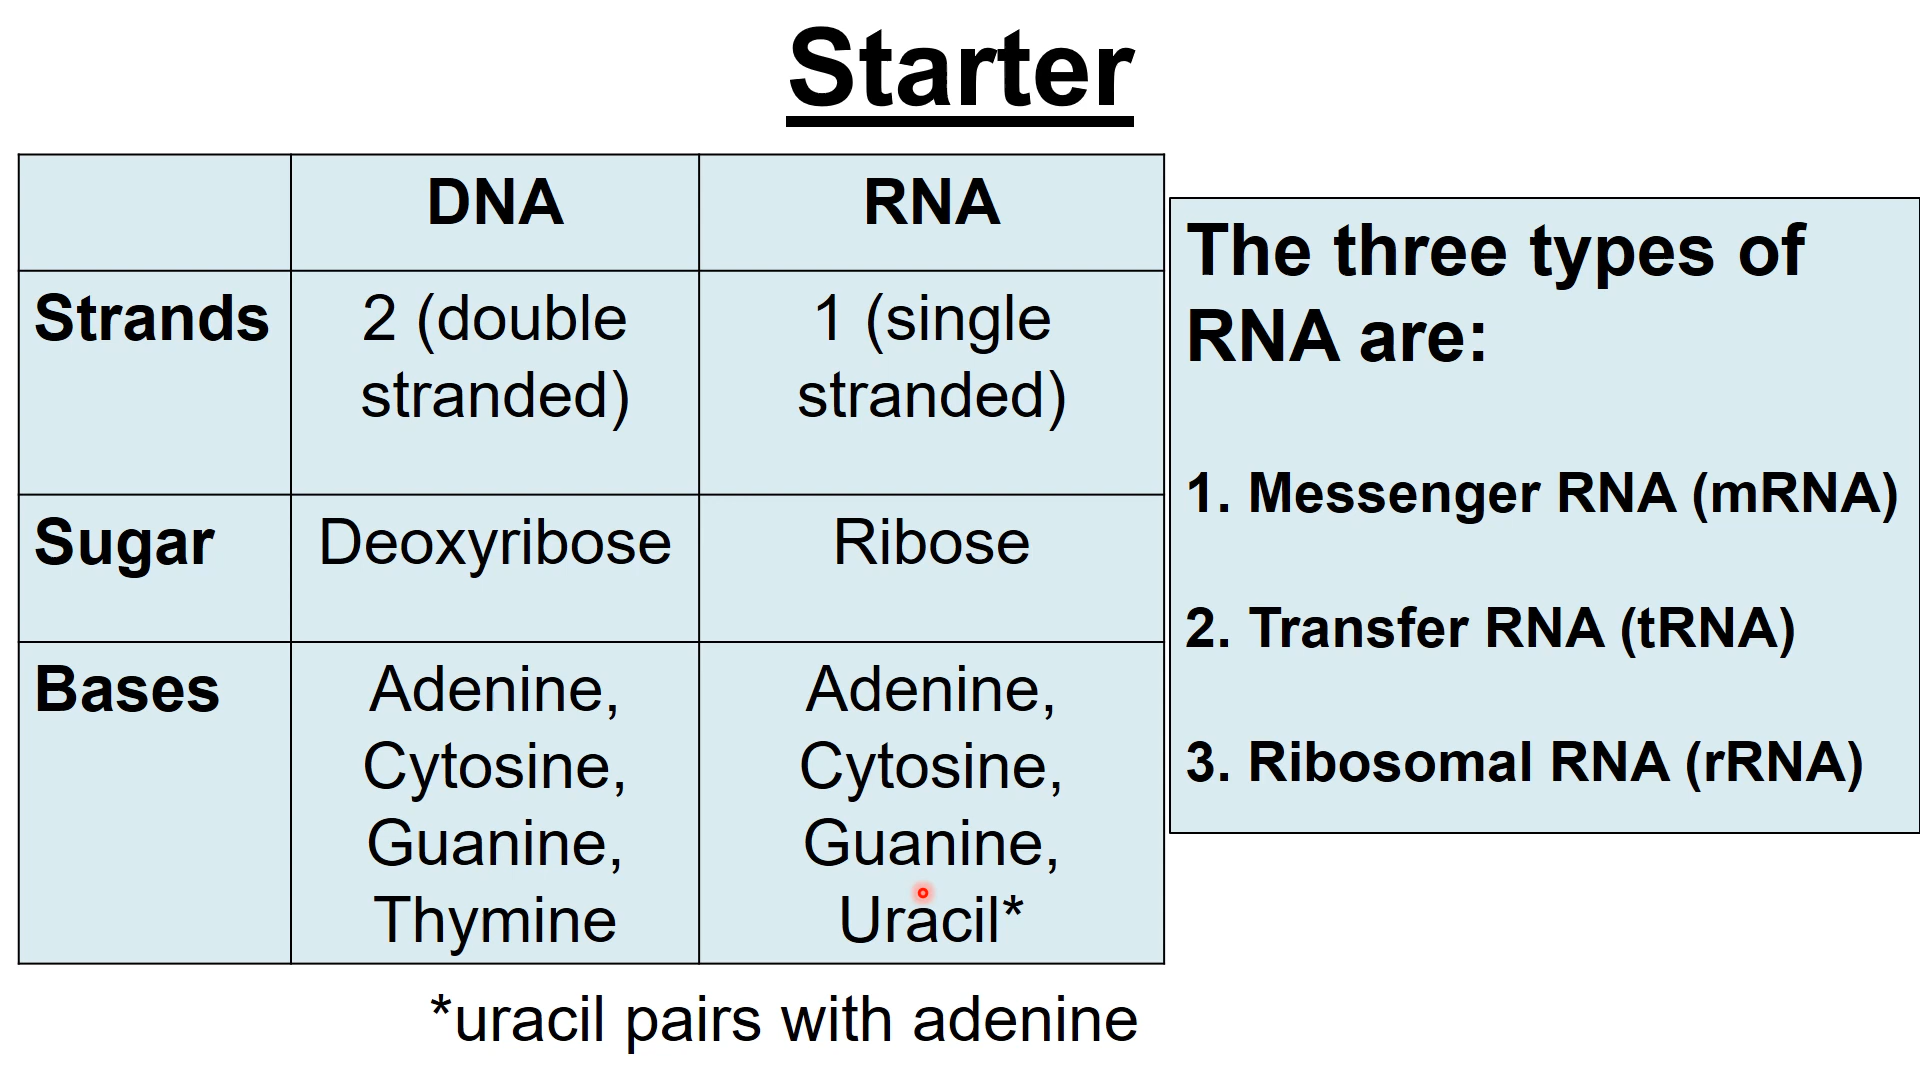 Starter
DNA
RNA
Strands
2 (double
stranded)
1 (single
stranded)
Sugar
Deoxyribose
Ribose
Bases
Adenine,
Cytosine,
Guanine,
Thymine
Adenine,
Cytosine,
Guanine,
Uracil*
*uracil pairs with adenine
The three types of
RNA are:
1. Messenger RNA (mRNA)
2. Transfer RNA (tRNA)
3. Ribosomal RNA (rRNA)